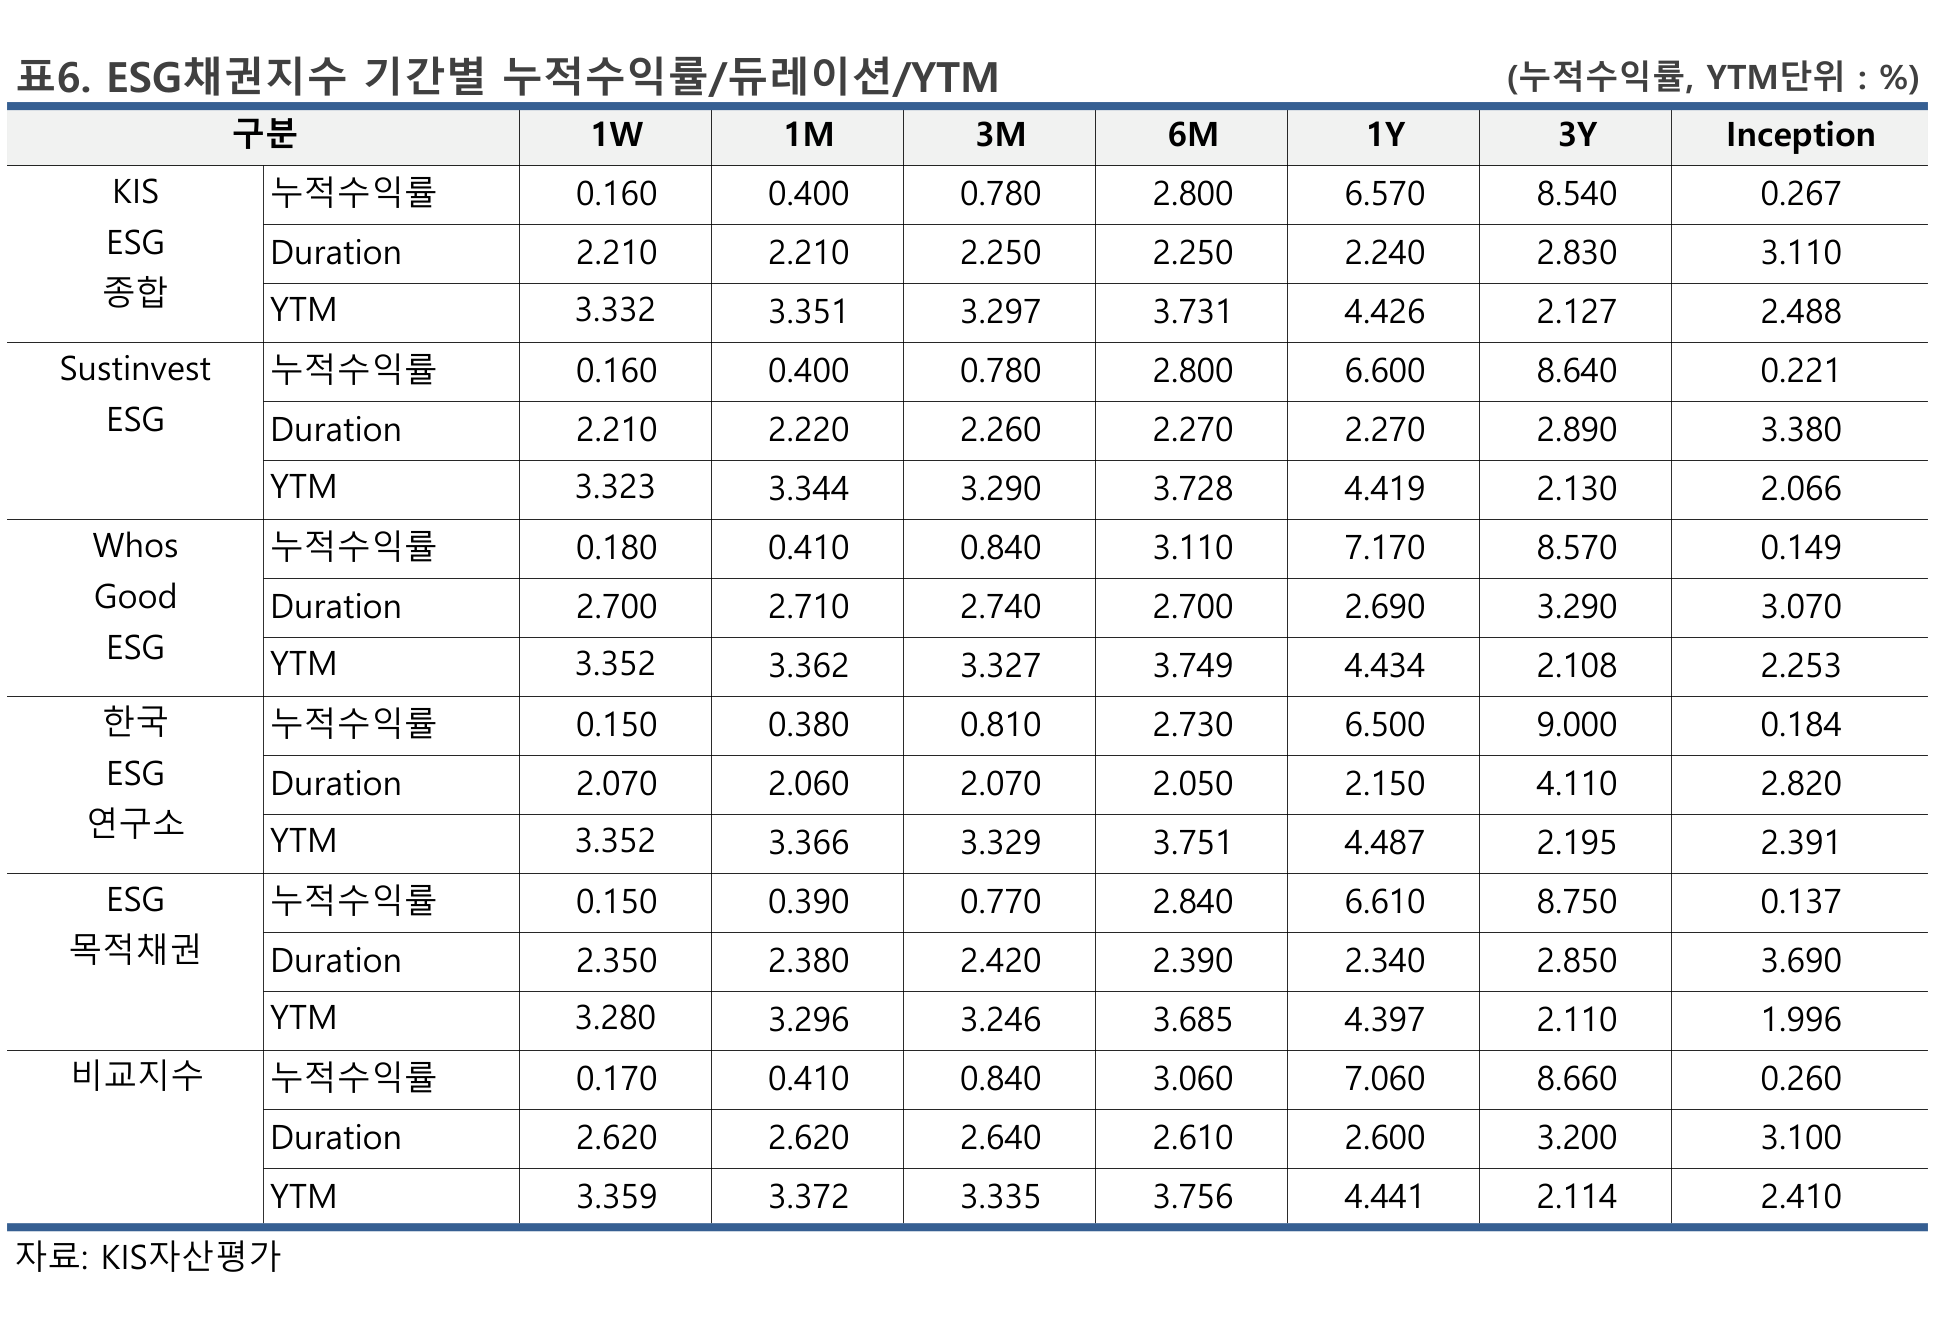 표6. ESG채권지수 기간별 누적수익률/듀레이션/YTM (누적수익률, YTM단위 : %)
구분 1W 1M 3M 6M 1Y 3Y Inception
KIS ESG 종합
누적수익률 0.160 0.400 0.780 2.800 6.570 8.540 0.267
Duration 2.210 2.210 2.250 2.250 2.240 2.830 3.110
YTM 3.332 3.351 3.297 3.731 4.426 2.127 2.488
Sustinvest ESG
누적수익률 0.160 0.400 0.780 2.800 6.600 8.640 0.221
Duration 2.210 2.220 2.260 2.270 2.270 2.890 3.380
YTM 3.323 3.344 3.290 3.728 4.419 2.130 2.066
Whos Good ESG
누적수익률 0.180 0.410 0.840 3.110 7.170 8.570 0.149
Duration 2.700 2.710 2.740 2.700 2.690 3.290 3.070
YTM 3.352 3.362 3.327 3.749 4.434 2.108 2.253
한국 ESG 연구소
누적수익률 0.150 0.380 0.810 2.730 6.500 9.000 0.184
Duration 2.070 2.060 2.070 2.050 2.150 4.110 2.820
YTM 3.352 3.366 3.329 3.751 4.487 2.195 2.391
ESG 목적채권
누적수익률 0.150 0.390 0.770 2.840 6.610 8.750 0.137
Duration 2.350 2.380 2.420 2.390 2.340 2.850 3.690
YTM 3.280 3.296 3.246 3.685 4.397 2.110 1.996
비교지수
누적수익률 0.170 0.410 0.840 3.060 7.060 8.660 0.260
Duration 2.620 2.620 2.640 2.610 2.600 3.200 3.100
YTM 3.359 3.372 3.335 3.756 4.441 2.114 2.410
자료: KIS자산평가